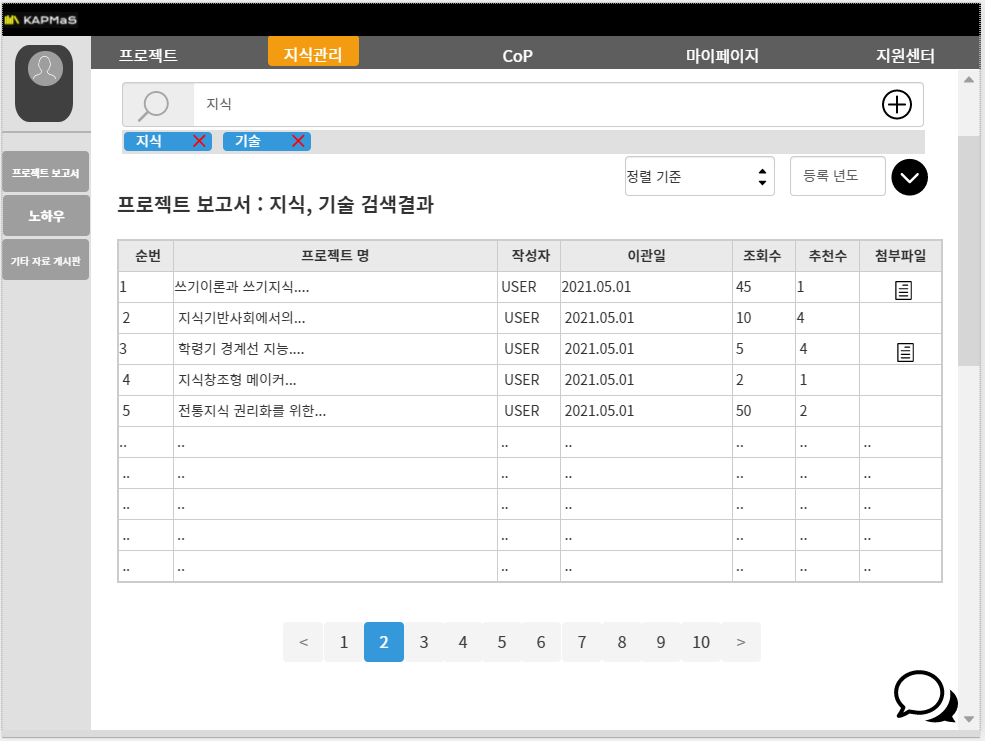 KAPMaS
프로젝트 지식관리 CoP 마이페이지 지원센터
지식
지식 기술
정렬 기준 등록 년도
프로젝트 보고서
노하우
기타 자료 게시판
프로젝트 보고서 : 지식, 기술 검색결과
순번 프로젝트 명 작성자 이관일 조회수 추천수 첨부파일
1 쓰기이론과 쓰기지식.... USER 2021.05.01 45 1
2 지식기반사회에서의... USER 2021.05.01 10 4
3 학령기 경계선 지능.... USER 2021.05.01 5 4
4 지식창조형 메이커... USER 2021.05.01 2 1
5 전통지식 권리화를 위한... USER 2021.05.01 50 2
.. .. .. .. .. .. ..
.. .. .. .. .. .. ..
.. .. .. .. .. .. ..
.. .. .. .. .. .. ..
.. .. .. .. .. .. ..
< 1 2 3 4 5 6 7 8 9 10 >